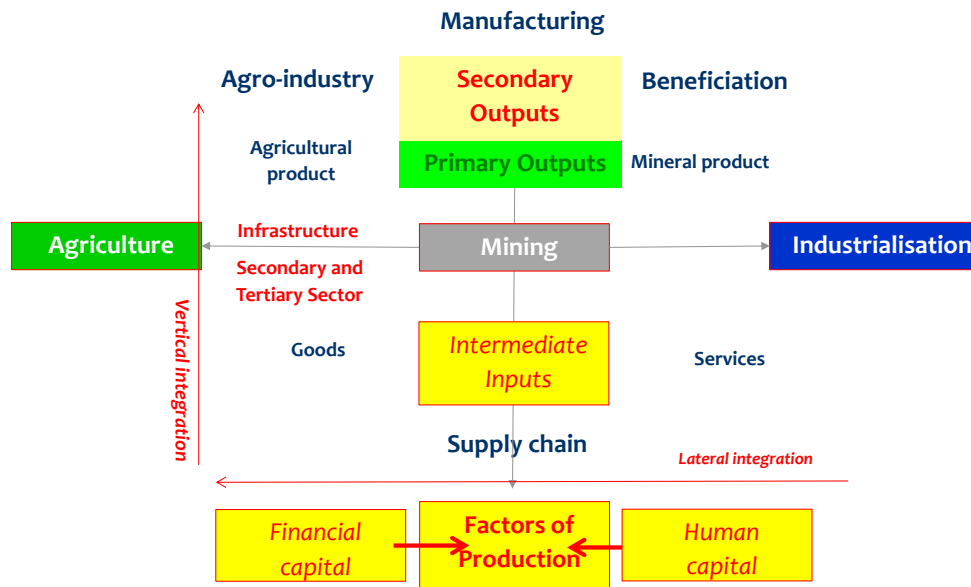 Manufacturing
Agro-industry
Secondary
Outputs
Beneficiation
Agricultural
product
Primary Outputs
Mineral product
Agriculture
Infrastructure
Mining
Industrialisation
Secondary and
Tertiary Sector
Vertical integration
Goods
Intermediate
Inputs
Services
Supply chain
Lateral integration
Financial
capital
Factors of
Production
Human
capital